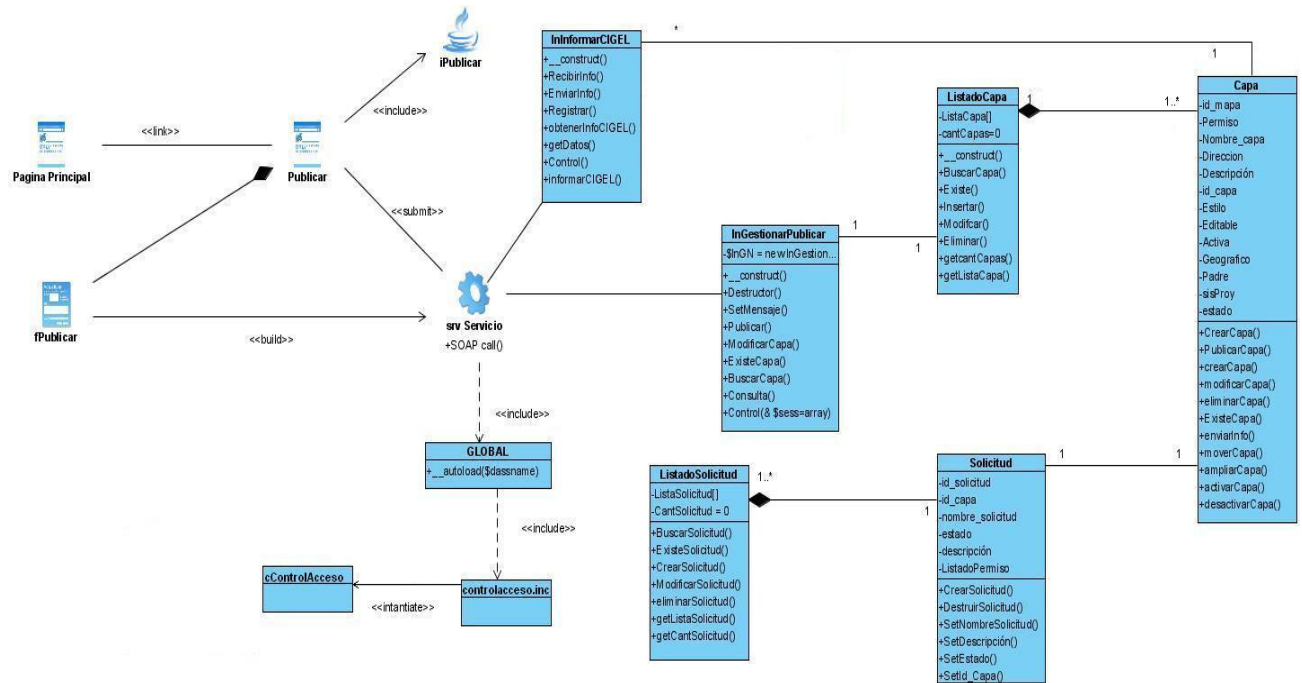 iPublicar
<<include>>
<<link>>
Pagina Principal
Publicar
<<submit>>
fPublicar
<<build>>
srv Servicio
+SOAP call()
<<include>>
GLOBAL
+__autoload($dassname)
<<include>>
cControlAcceso
<<intantiate>>
controlacceso.inc
InInformarCIGEL
+__construct()
+RecibirInfo()
+EnviarInfo()
+Registrar()
+obtenerInfoCIGEL()
+getDatos()
+Control()
+informarCIGEL()
*
1
InGestionarPublicar
-$InGN = newInGestion...
+__construct()
+Destructor()
+SetMensaje()
+Publicar()
+ModificarCapa()
+ExisteCapa()
+BuscarCapa()
+Consulta()
+Control(& $sess=array)
1
1
ListadoCapa
-ListaCapa[]
-cantCapas=0
+__construct()
+BuscarCapa()
+Existe()
+Insertar()
+Modifcar()
+Eliminar()
+getcantCapas()
+getListaCapa()
1
1..*
Capa
-id_mapa
-Permiso
-Nombre_capa
-Direccion
-Descripción
-id_capa
-Estilo
-Editable
-Activa
-Geografico
-Padre
-sisProy
-estado
+CrearCapa()
+PublicarCapa()
+crearCapa()
+modificarCapa()
+eliminarCapa()
+ExisteCapa()
+enviarInfo()
+moverCapa()
+ampliarCapa()
+activarCapa()
+desactivarCapa()
ListadoSolicitud
-ListaSolicitud[]
-CantSolicitud = 0
+BuscarSolicitud()
+ExisteSolicitud()
+CrearSolicitud()
+ModificarSolicitud()
+eliminarSolicitud()
+getListaSolicitud()
+getCantSolicitud()
1..*
1
Solicitud
-id_solicitud
-id_capa
-nombre_solicitud
-estado
-descripción
-ListadoPermiso
+CrearSolicitud()
+DestruirSolicitud()
+SetNombreSolicitud()
+SetDescripción()
+SetEstado()
+SetId_Capa()
1
1